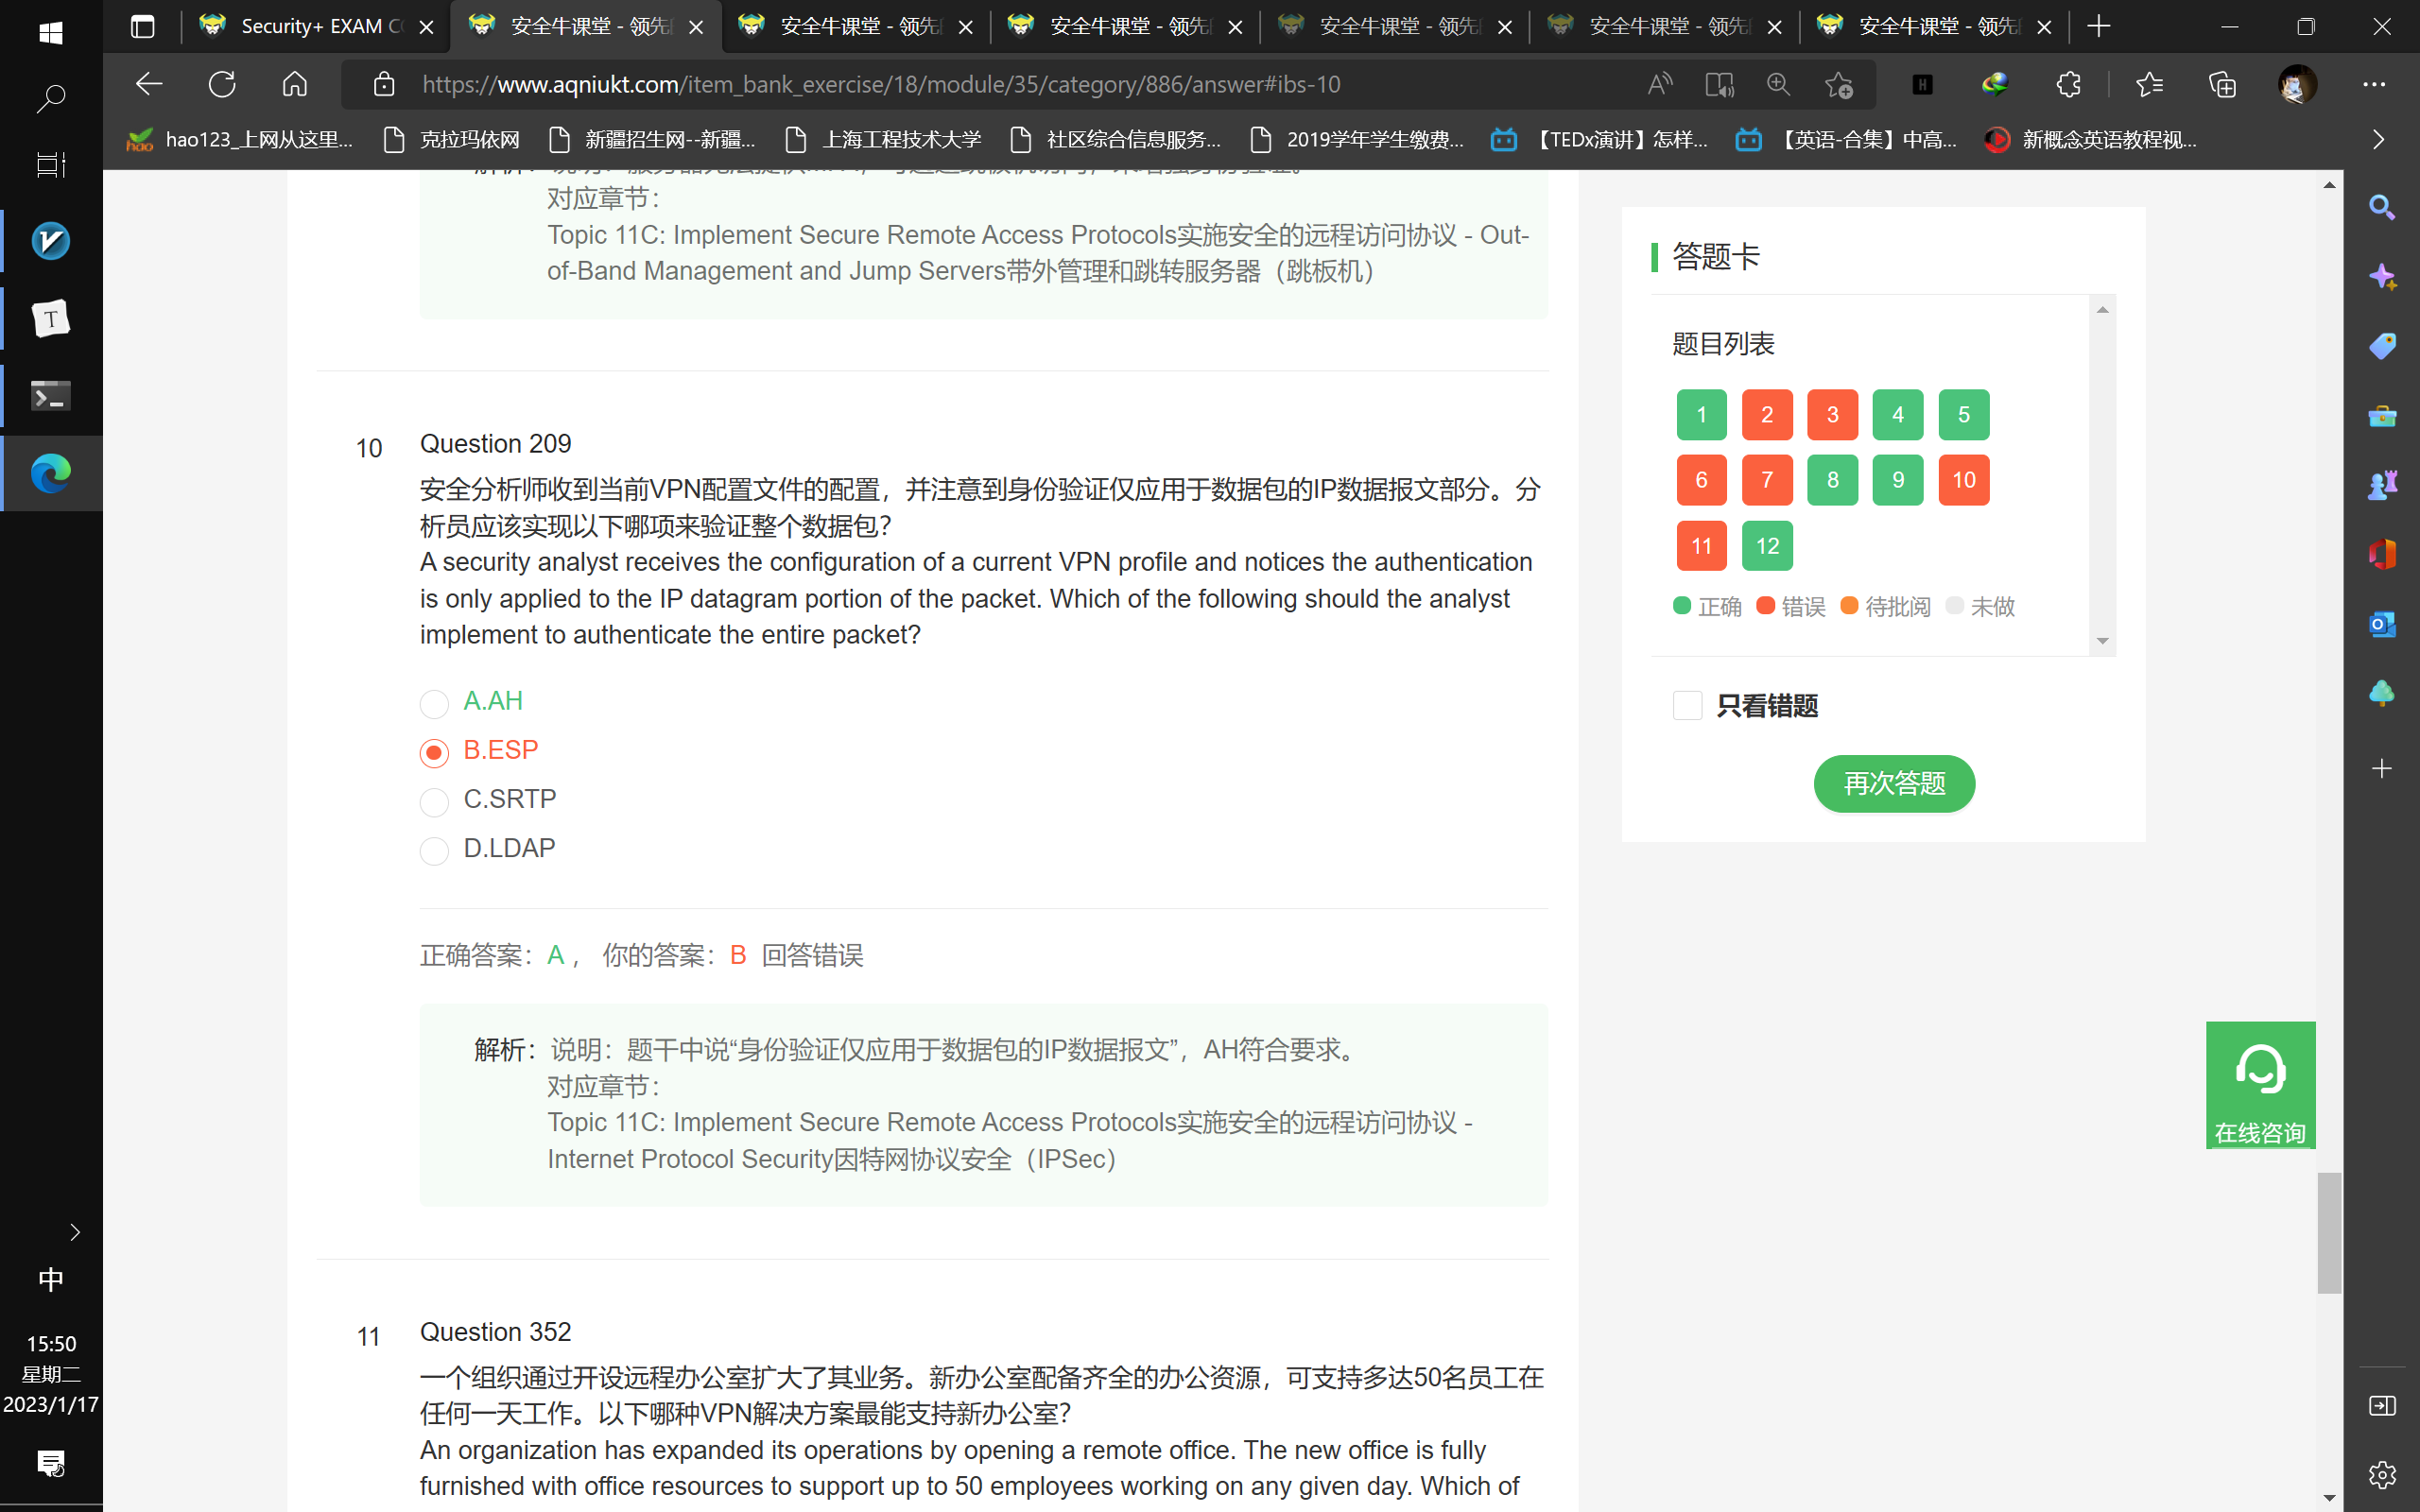 Security+ EXAM C
安全牛课堂 - 领先
安全牛课堂 - 领先
安全牛课堂 - 领先
安全牛课堂 - 领先
安全牛课堂 - 领先
安全牛课堂 - 领先
https://www.aqniukt.com/item_bank_exercise/18/module/35/category/886/answer#ibs-10
hao123_上网从这里...
克拉玛依网
新疆招生网--新疆...
上海工程技术大学
社区综合信息服务...
2019学年学生缴费...
【TEDx演讲】怎样...
【英语-合集】中高...
新概念英语教程视...
对应章节：
Topic 11C: Implement Secure Remote Access Protocols实施安全的远程访问协议 - Out-
of-Band Management and Jump Servers带外管理和跳转服务器（跳板机）
10 Question 209
安全分析师收到当前VPN配置文件的配置，并注意到身份验证仅应用于数据包的IP数据报文部分。分
析员应该实现以下哪项来验证整个数据包？
A security analyst receives the configuration of a current VPN profile and notices the authentication
is only applied to the IP datagram portion of the packet. Which of the following should the analyst
implement to authenticate the entire packet?
A.AH
B.ESP
C.SRTP
D.LDAP
正确答案：A ， 你的答案：B 回答错误
解析：说明：题干中说“身份验证仅应用于数据包的IP数据报文”，AH符合要求。
对应章节：
Topic 11C: Implement Secure Remote Access Protocols实施安全的远程访问协议 -
Internet Protocol Security因特网协议安全（IPSec）
11 Question 352
一个组织通过开设远程办公室扩大了其业务。新办公室配备齐全的办公资源，可支持多达50名员工在
任何一天工作。以下哪种VPN解决方案最能支持新办公室？
An organization has expanded its operations by opening a remote office. The new office is fully
furnished with office resources to support up to 50 employees working on any given day. Which of
答题卡
题目列表
1 2 3 4 5
6 7 8 9 10
11 12
正确 错误 待批阅 未做
只看错题
再次答题
在线咨询
中
15:50
星期二
2023/1/17